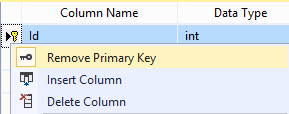 Column Name Data Type
Id int
Remove Primary Key
Insert Column
Delete Column